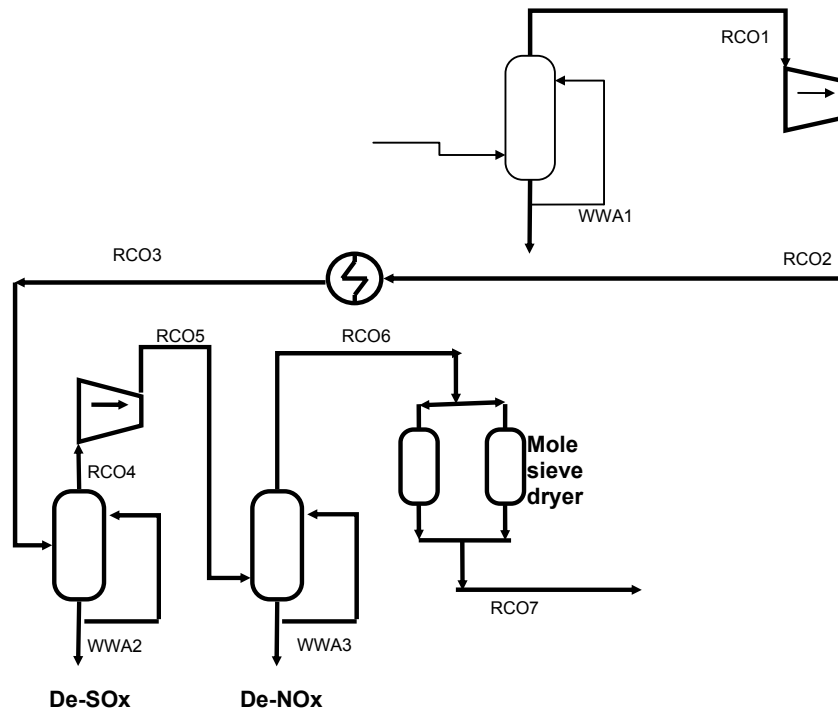 RCO1
WWA1
RCO3
RCO2
RCO5
RCO6
Mole
sieve
dryer
RCO4
RCO7
WWA2
WWA3
De-SOx
De-NOx